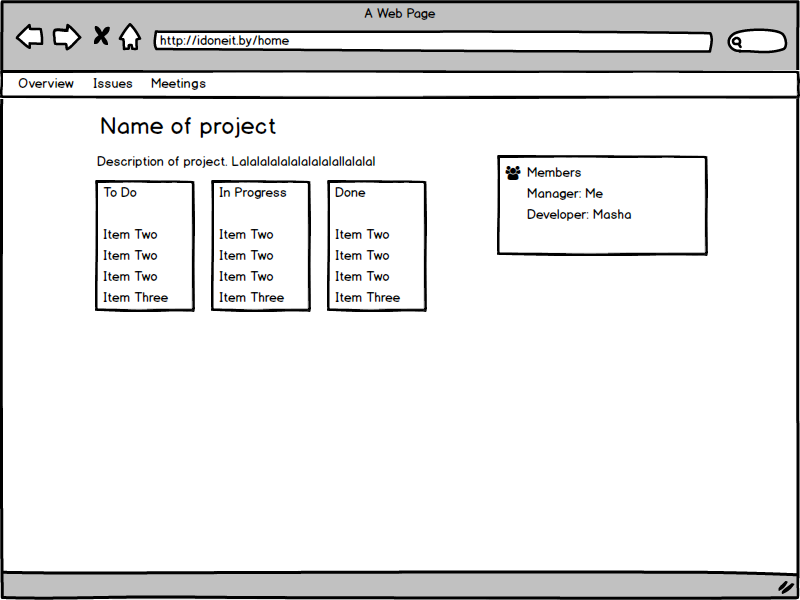 A Web Page
http://idoneit.by/home
Overview Issues Meetings
Name of project
Description of project. Lalalalalalalalalalallalalal
To Do
Item Two
Item Two
Item Two
Item Three
In Progress
Item Two
Item Two
Item Two
Item Three
Done
Item Two
Item Two
Item Two
Item Three
Members
Manager: Me
Developer: Masha